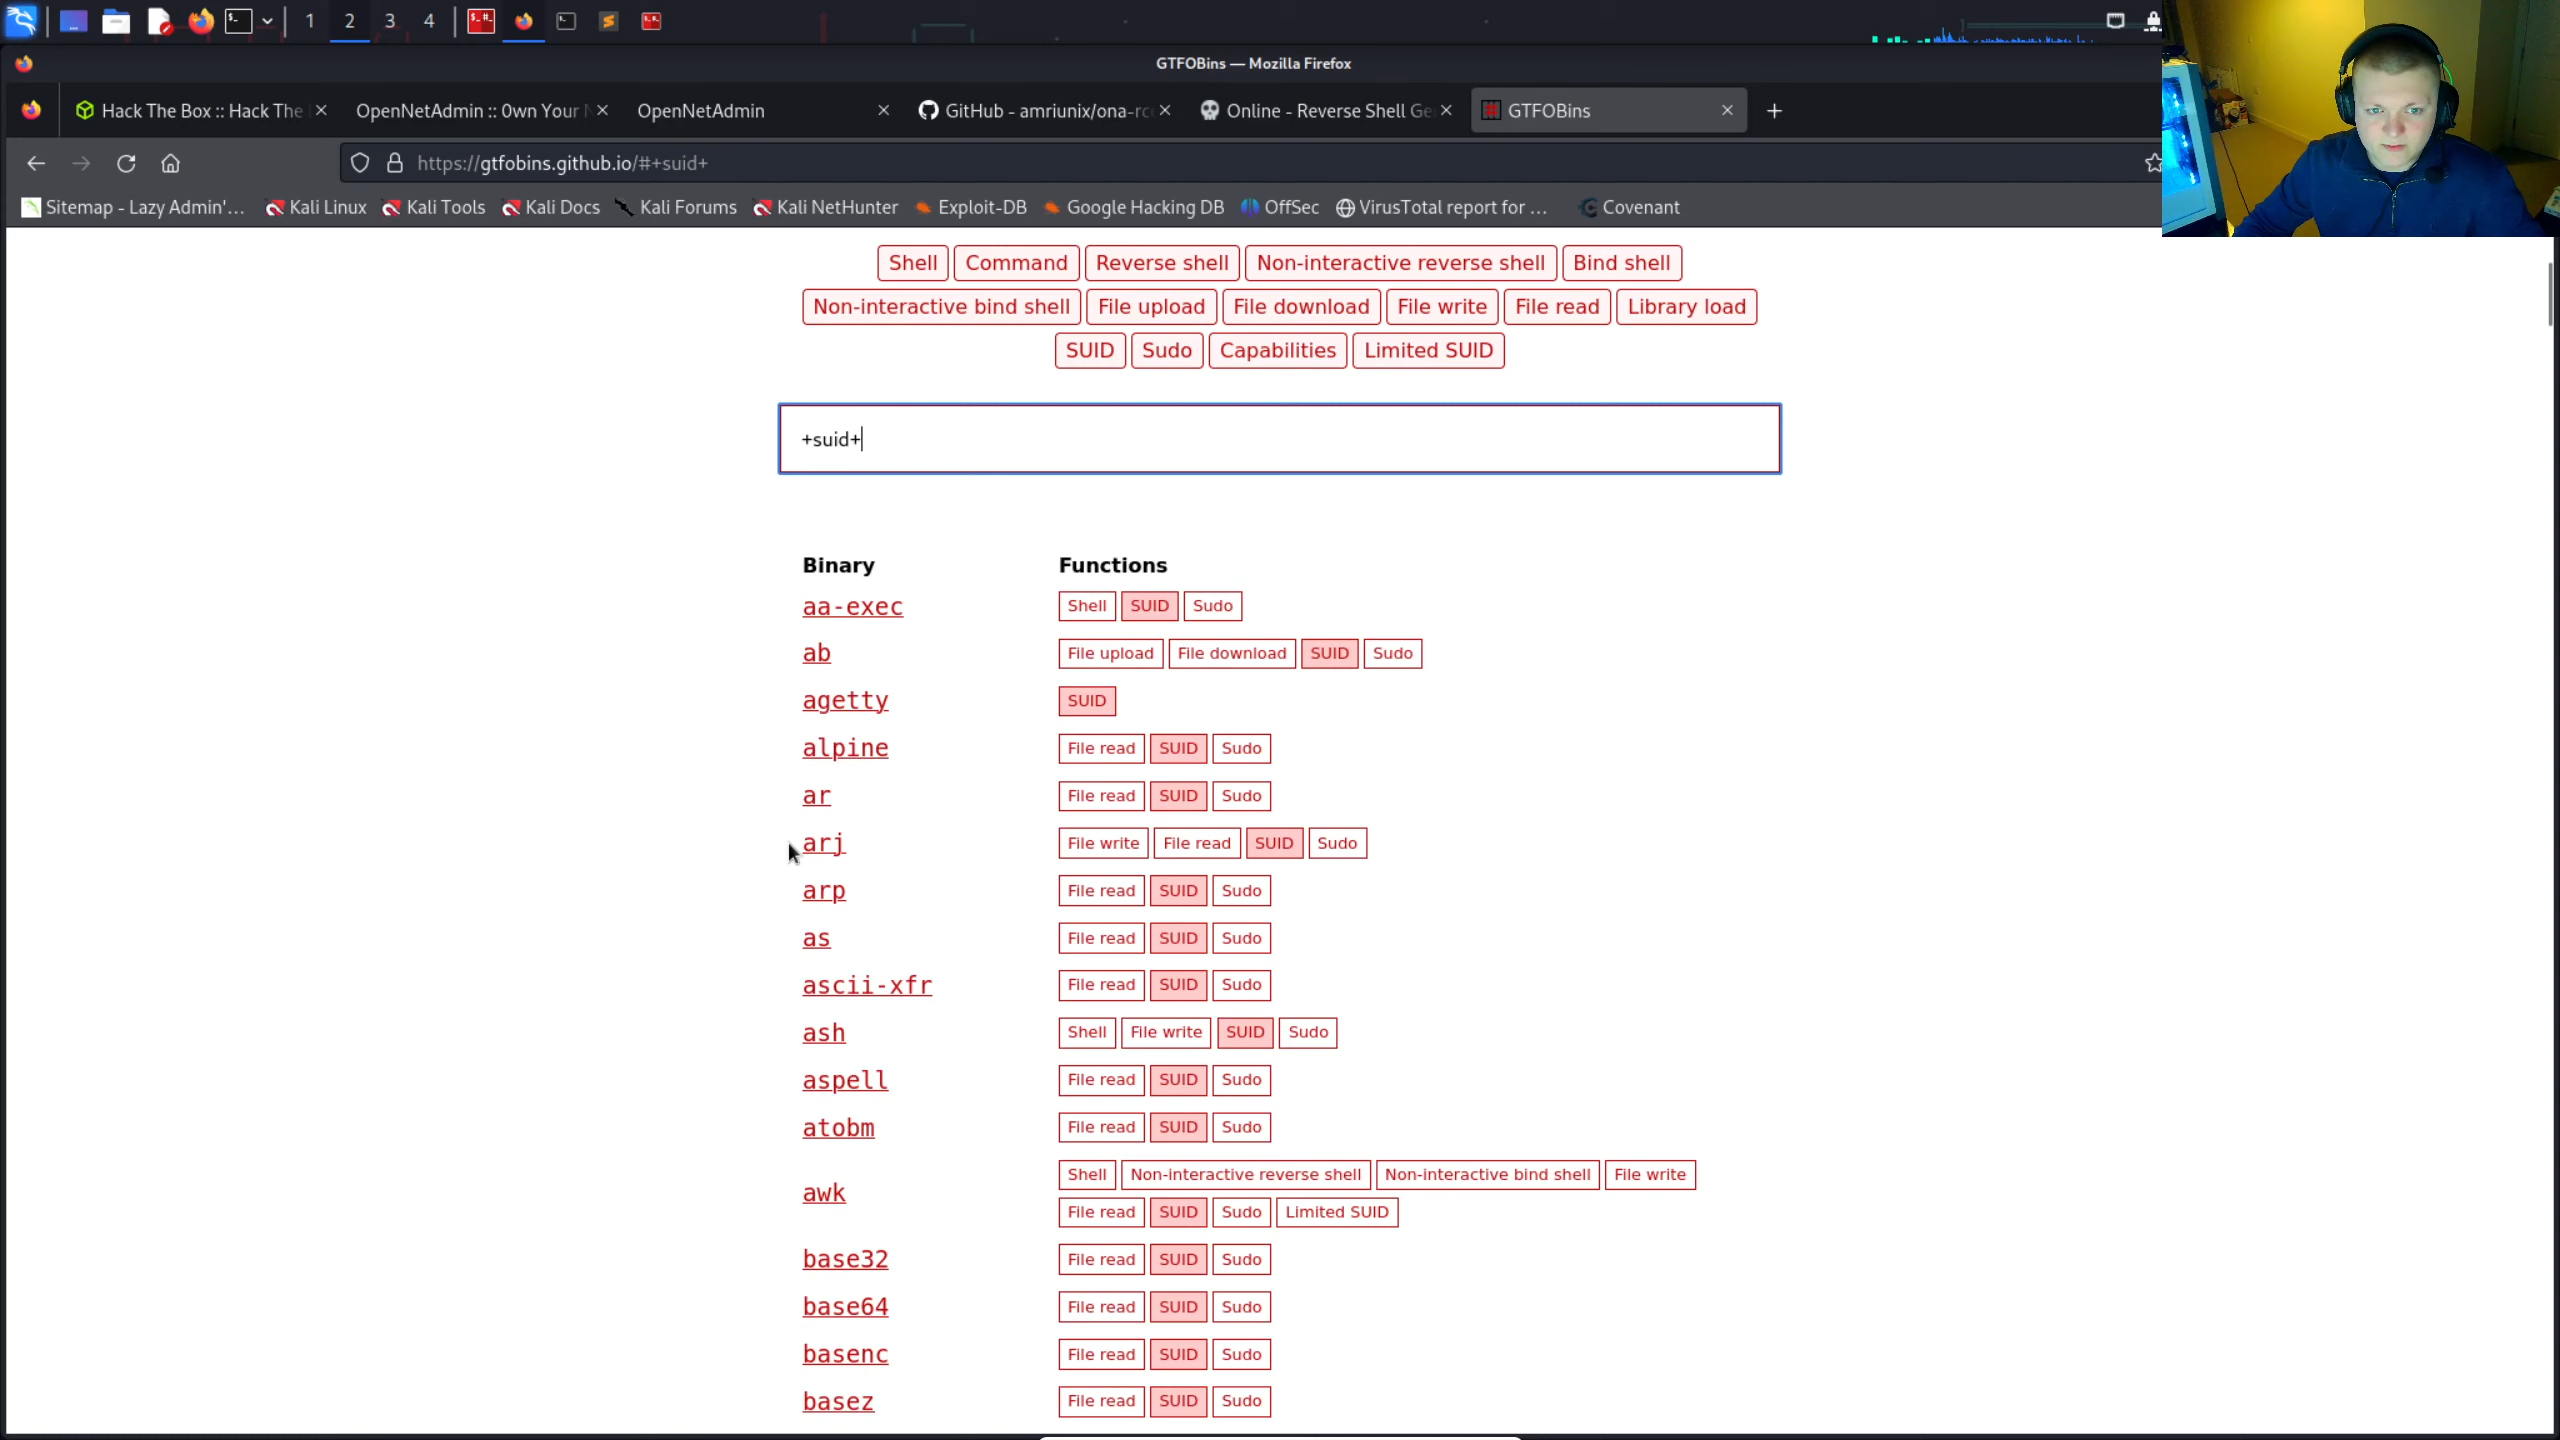 1 2 3 4
GTFOBins — Mozilla Firefox
Hack The Box :: Hack The
OpenNetAdmin :: 0wn Your
OpenNetAdmin
GitHub - amriunix/ona-rc
Online - Reverse Shell Ge
GTFOBins
https://gtfobins.github.io/#+suid+
Sitemap - Lazy Admin'... Kali Linux Kali Tools Kali Docs Kali Forums Kali NetHunter Exploit-DB Google Hacking DB OffSec VirusTotal report for ... Covenant
Shell Command Reverse shell Non-interactive reverse shell Bind shell
Non-interactive bind shell File upload File download File write File read Library load
SUID Sudo Capabilities Limited SUID
+suid+
Binary Functions
aa-exec Shell SUID Sudo
ab File upload File download SUID Sudo
agetty SUID
alpine File read SUID Sudo
ar File read SUID Sudo
arj File write File read SUID Sudo
arp File read SUID Sudo
as File read SUID Sudo
ascii-xfr File read SUID Sudo
ash Shell File write SUID Sudo
aspell File read SUID Sudo
atobm File read SUID Sudo
awk Shell Non-interactive reverse shell Non-interactive bind shell File write
File read SUID Sudo Limited SUID
base32 File read SUID Sudo
base64 File read SUID Sudo
basenc File read SUID Sudo
basez File read SUID Sudo